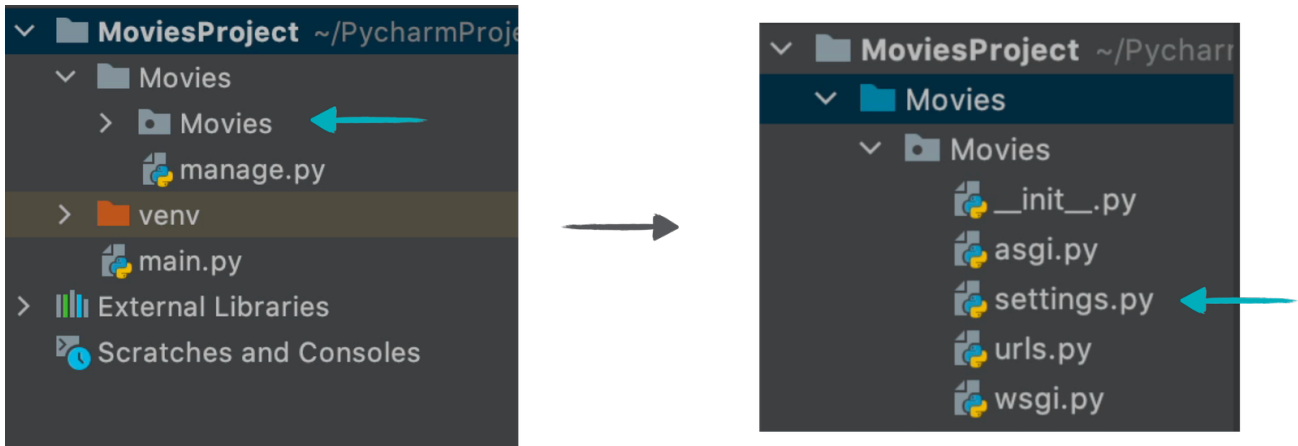 MoviesProject ~/PycharmProje
Movies
Movies
manage.py
venv
main.py
External Libraries
Scratches and Consoles
MoviesProject ~/Pycharm
Movies
Movies
__init__.py
asgi.py
settings.py
urls.py
wsgi.py